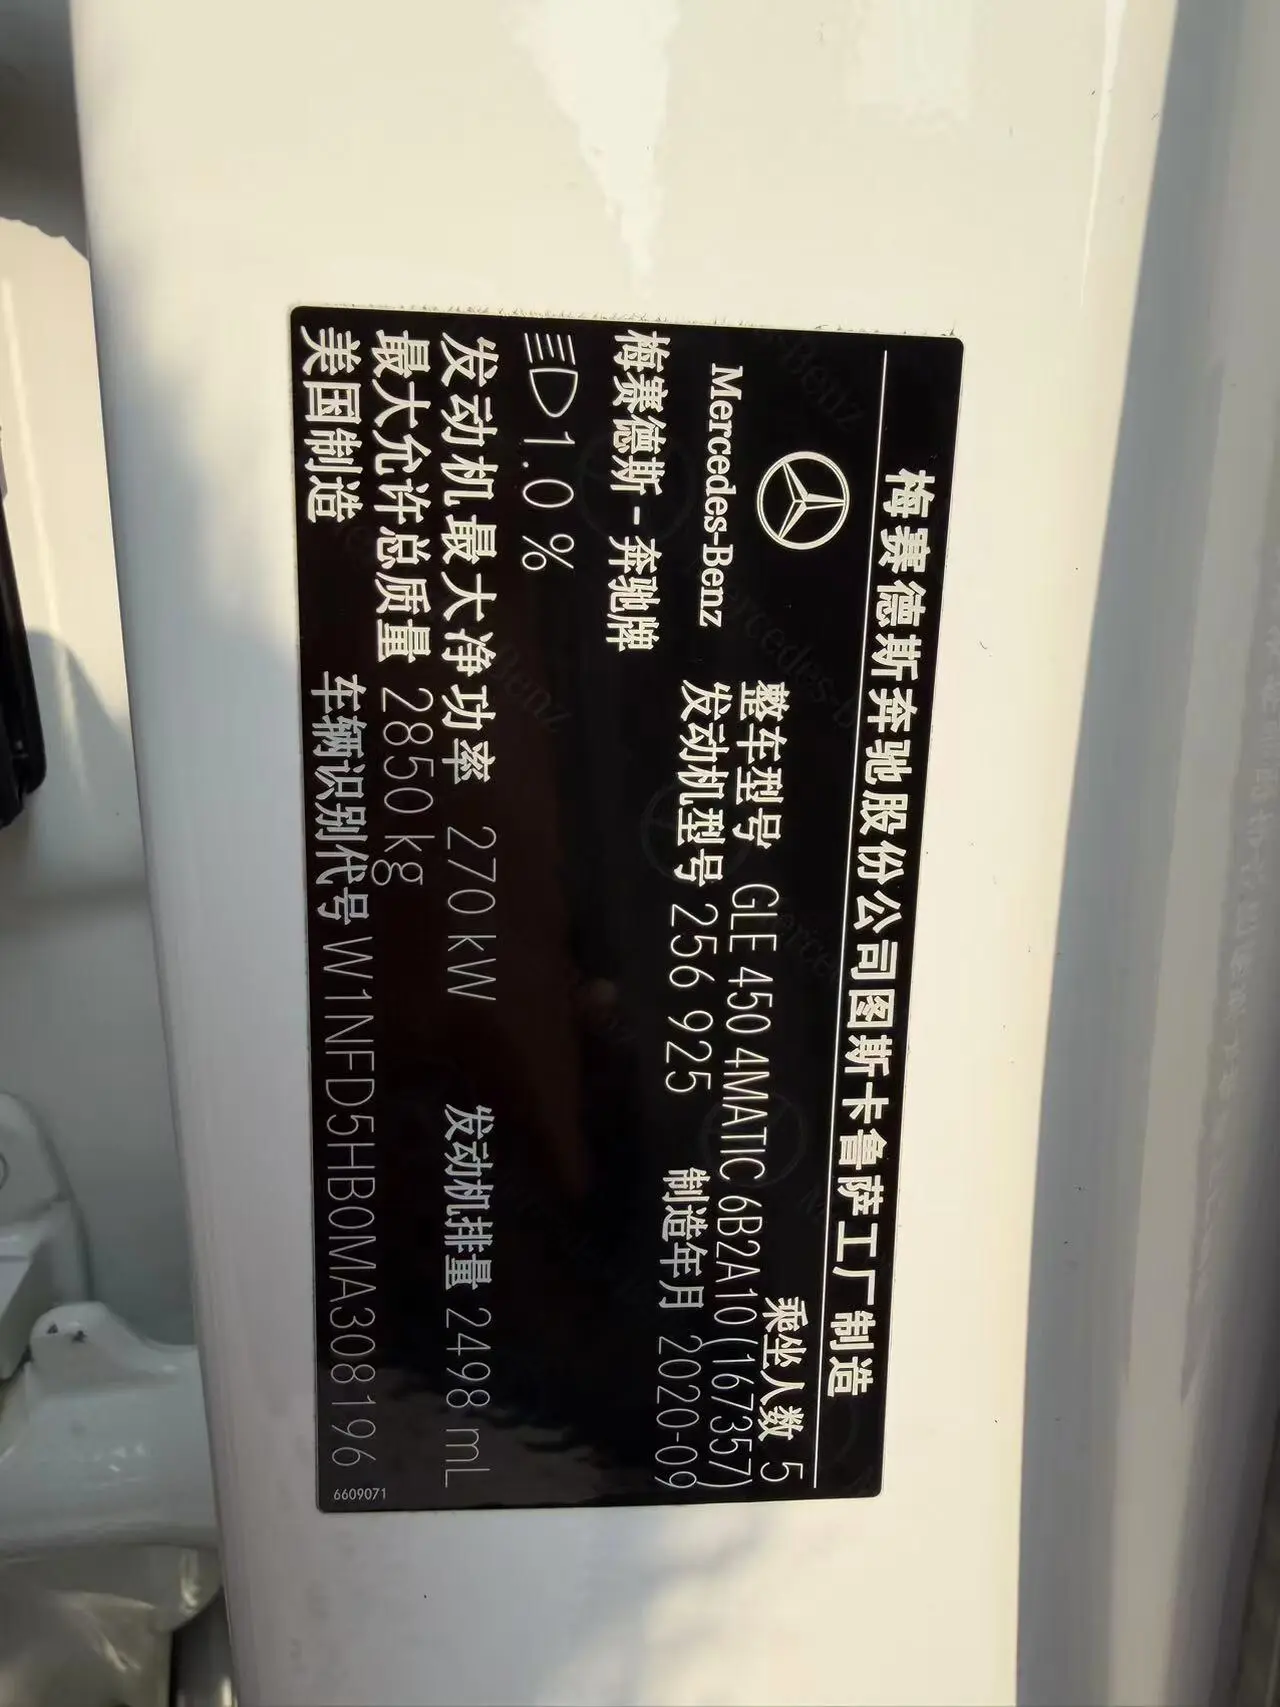 梅赛德斯奔驰股份公司图斯卡鲁萨工厂制造
Mercedes-Benz
乘坐人数 5
整车型号 GLE 450 4MATIC 6B2A10(167357)
发动机型号 256 925 制造年月 2020-09
梅赛德斯-奔驰牌
1.0 %
发动机最大净功率 270 kW 发动机排量 2498 mL
最大允许总质量 2850 kg
美国制造 车辆识别代号 W1NFD5HB0MA308196
6609071